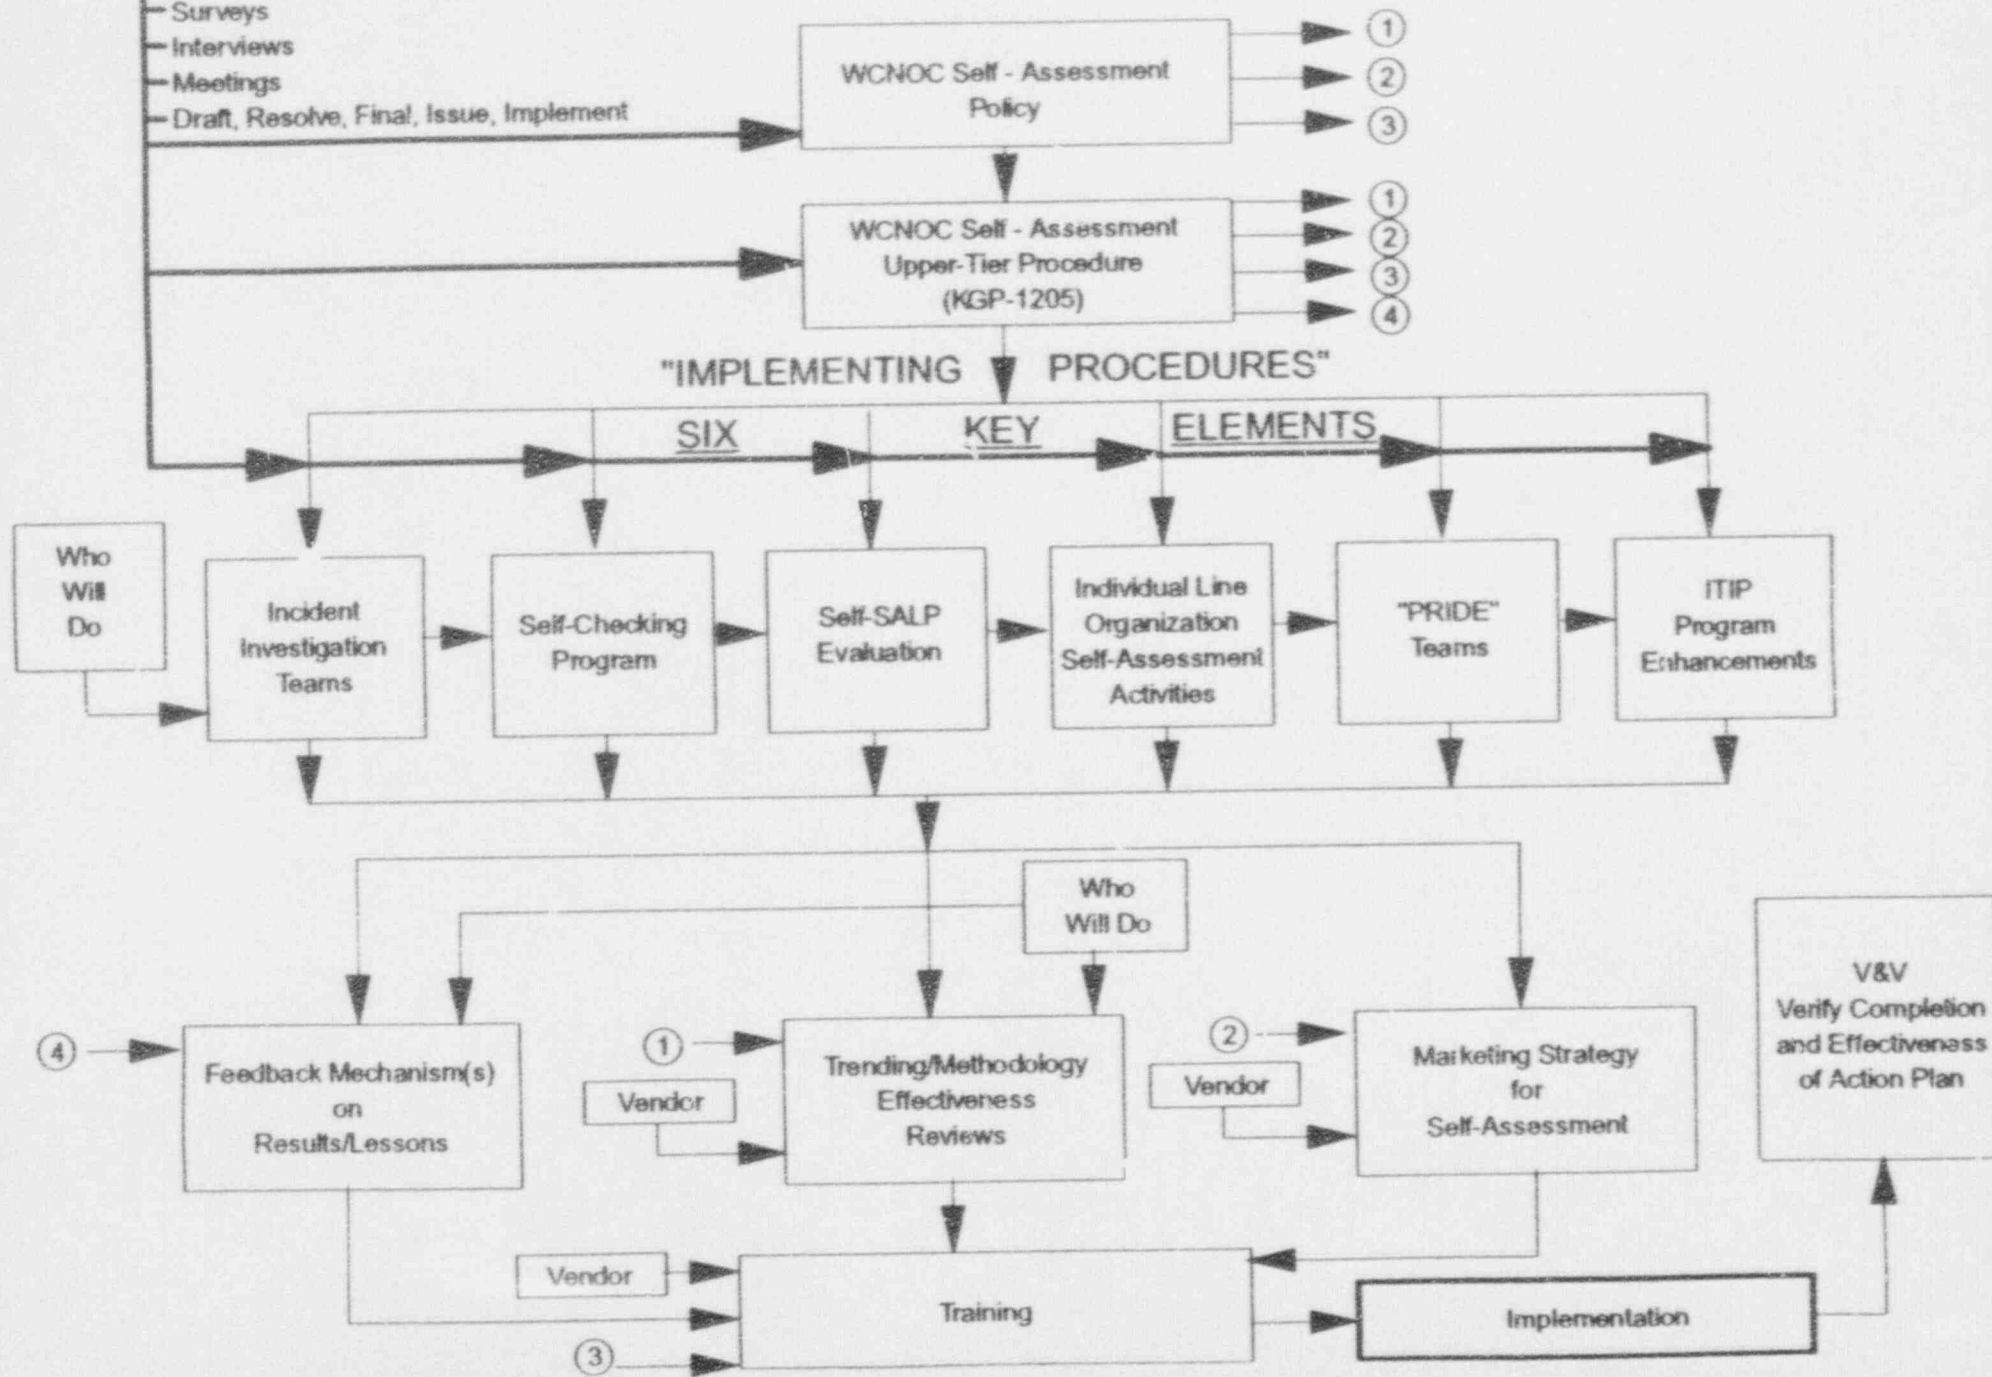 Surveys
Interviews
Meetings
Draft, Resolve, Final, Issue, Implement
WCNOC Self - Assessment
Policy
1
2
3
WCNOC Self - Assessment
Upper-Tier Procedure
(KGP-1205)
1
2
3
4
"IMPLEMENTING PROCEDURES"
SIX KEY ELEMENTS
Who
Will
Do
Incident
Investigation
Teams
Self-Checking
Program
Self-SALP
Evaluation
Individual Line
Organization
Self-Assessment
Activities
"PRIDE"
Teams
ITIP
Program
Enhancements
Who
Will Do
4
Feedback Mechanism(s)
on
Results/Lessons
1
Vendor
Trending/Methodology
Effectiveness
Reviews
2
Vendor
Marketing Strategy
for
Self-Assessment
V&V
Verify Completion
and Effectiveness
of Action Plan
Vendor
3
Training
Implementation